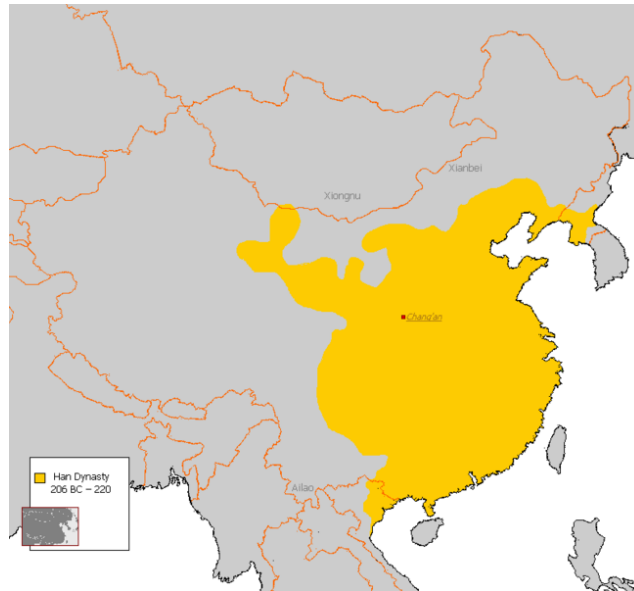 Xianbei
Xiongnu
Chang'an
Ailao
Han Dynasty
206 BC – 220